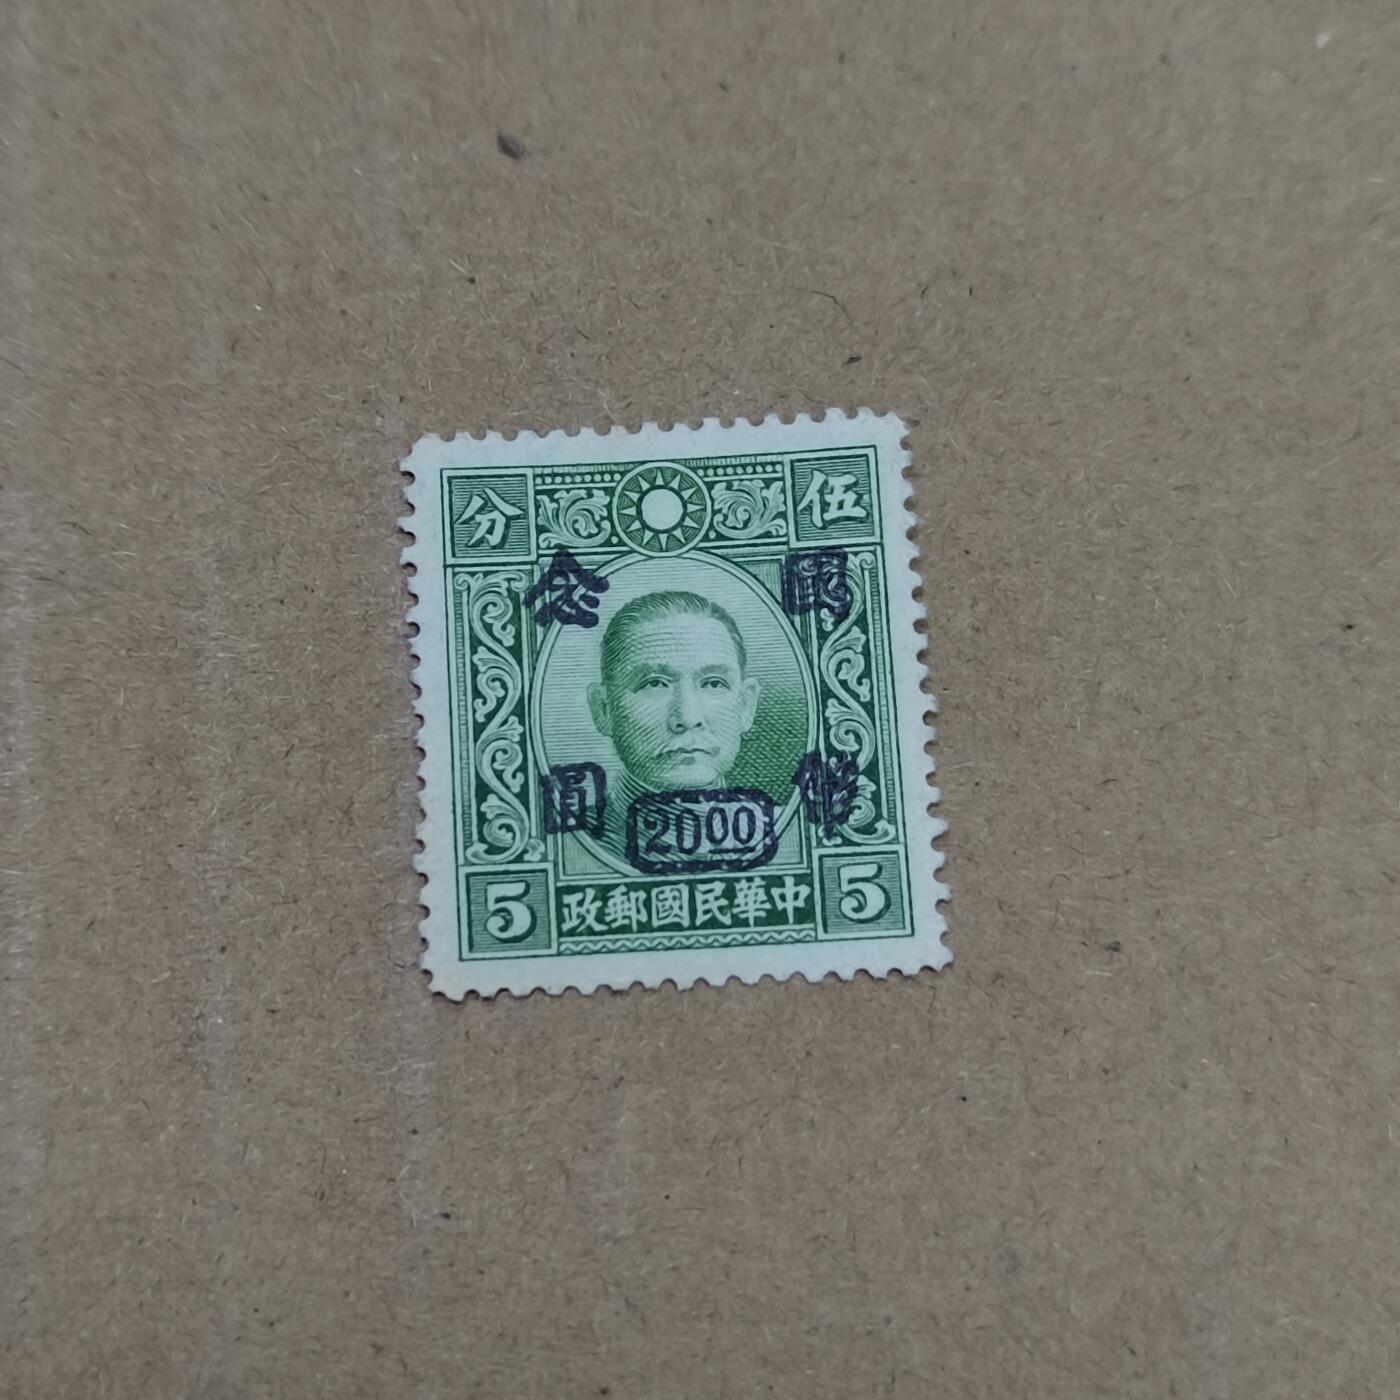 分 伍
念 國
圓 幣
20.00
5 政郵國民華中 5